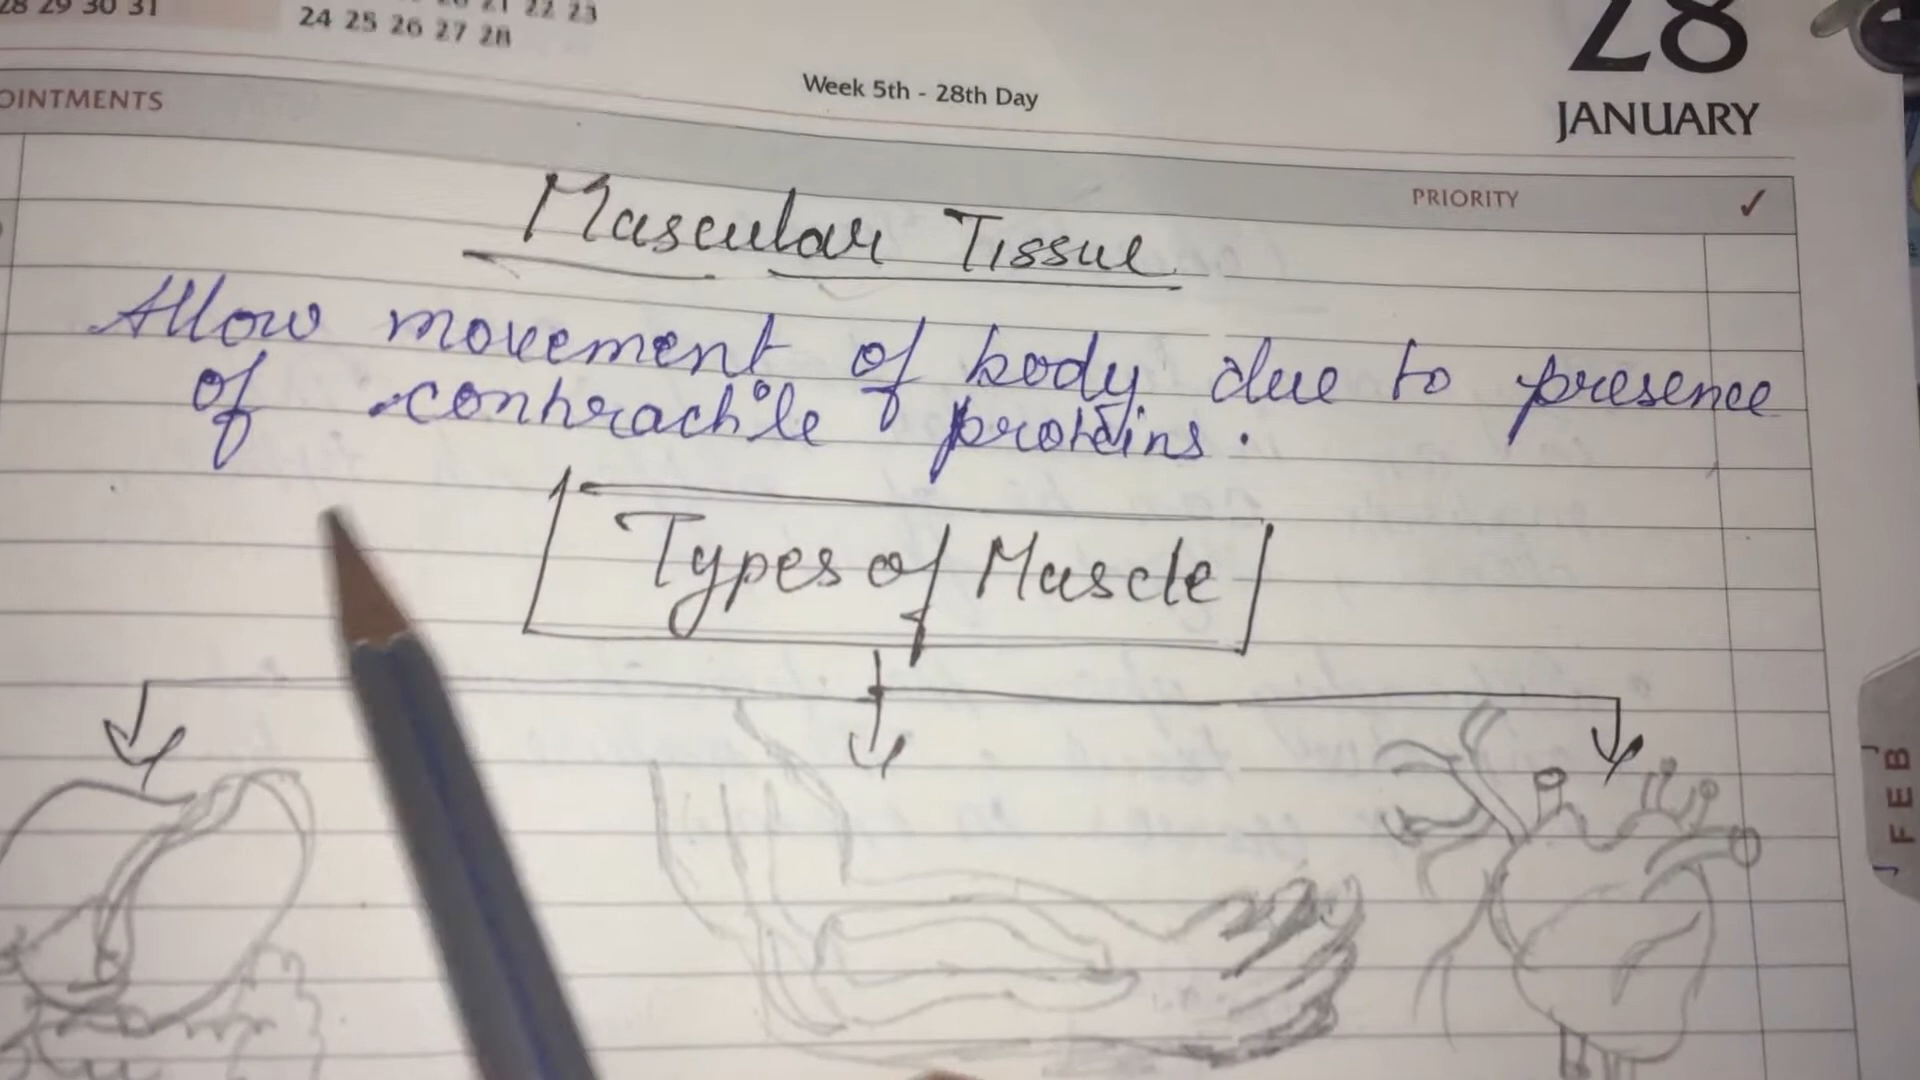 28 29 30 31
21 22 23
24 25 26 27 28
28
Week 5th - 28th Day
JANUARY
OINTMENTS
PRIORITY ✓
Muscular Tissue
Allow movement of body due to presence
of contractile proteins.
Types of Muscle
FEB